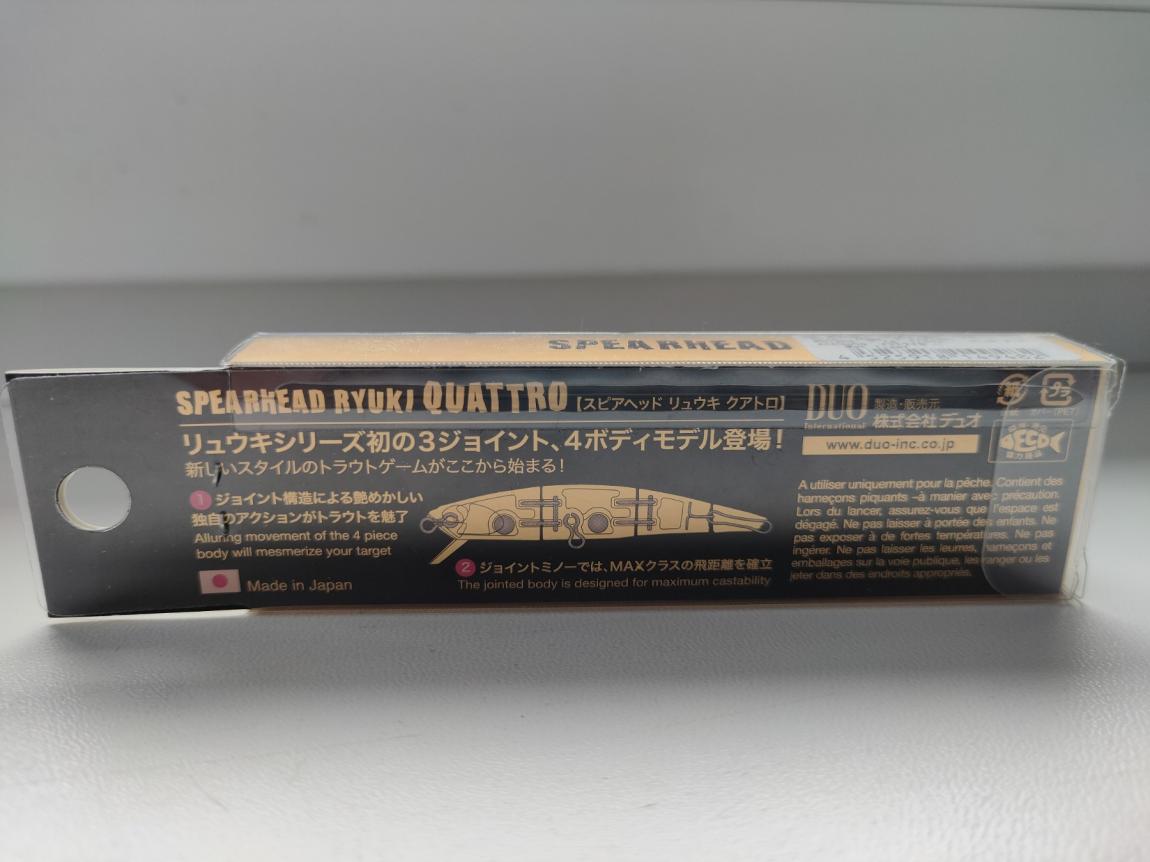 SPEARHEAD
SPEARHEAD RYUKI QUATTRO【スピアヘッド リュウキ クアトロ】
リュウキシリーズ初の3ジョイント、4ボディモデル登場!
新しいスタイルのトラウトゲームがここから始まる!
1 ジョイント構造による艶めかしい
独自のアクションがトラウトを魅了
Alluring movement of the 4 piece
body will mesmerize your target
Made in Japan
2 ジョイントミノーでは、MAXクラスの飛距離を確立
The jointed body is designed for maximum castability
DUO
International
製造・販売元
株式会社デュオ
www.duo-inc.co.jp
紙
プラ
カバー(PET)
A utiliser uniquement pour la pêche. Contient des
hameçons piquants -à manier avec précaution.
Lors du lancer, assurez-vous que l'espace est
dégagé. Ne pas laisser à portée des enfants. Ne
pas exposer à de fortes températures. Ne pas
ingérer. Ne pas laisser les leurres, hameçons et
emballages sur la voie publique, les ranger ou les
jeter dans des endroits appropriés.